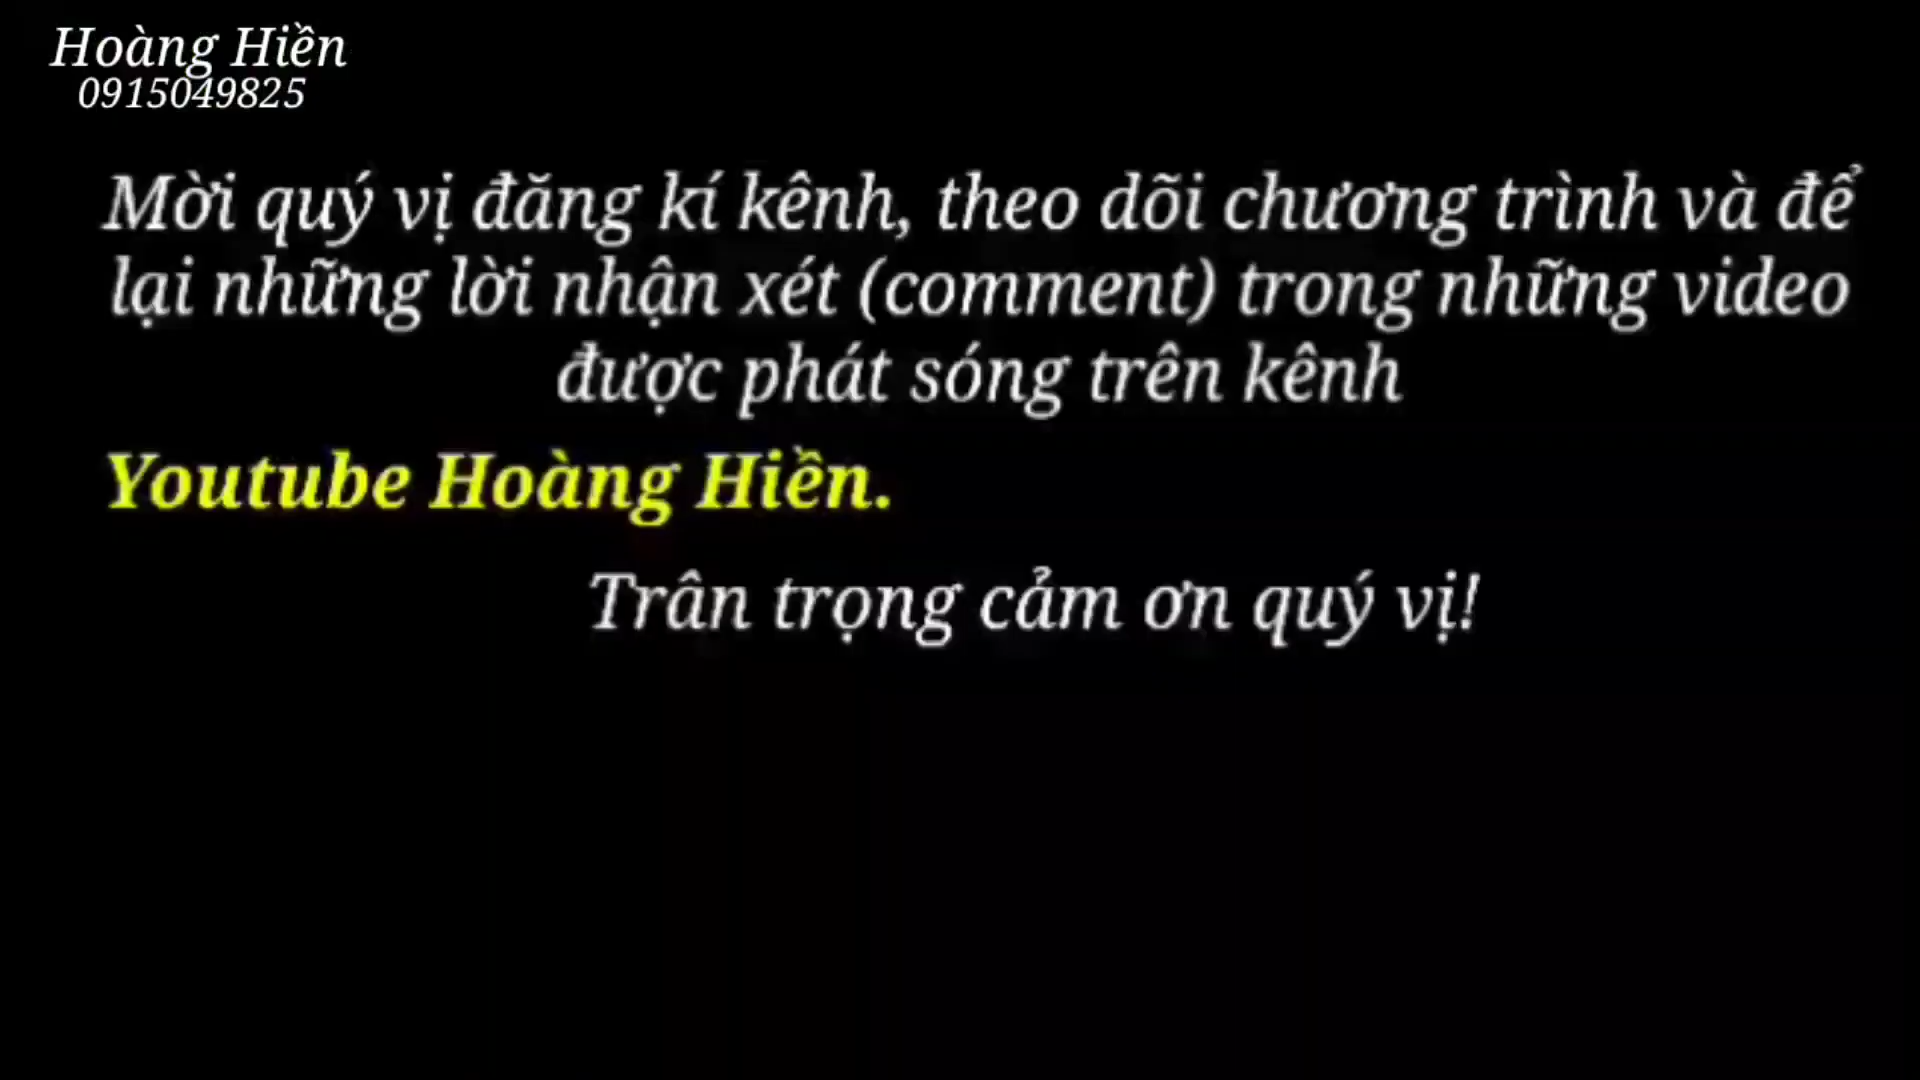 Hoàng Hiền
0915049825
Mời quý vị đăng kí kênh, theo dõi chương trình và để
lại những lời nhận xét (comment) trong những video
được phát sóng trên kênh
Youtube Hoàng Hiền.
Trân trọng cảm ơn quý vị!